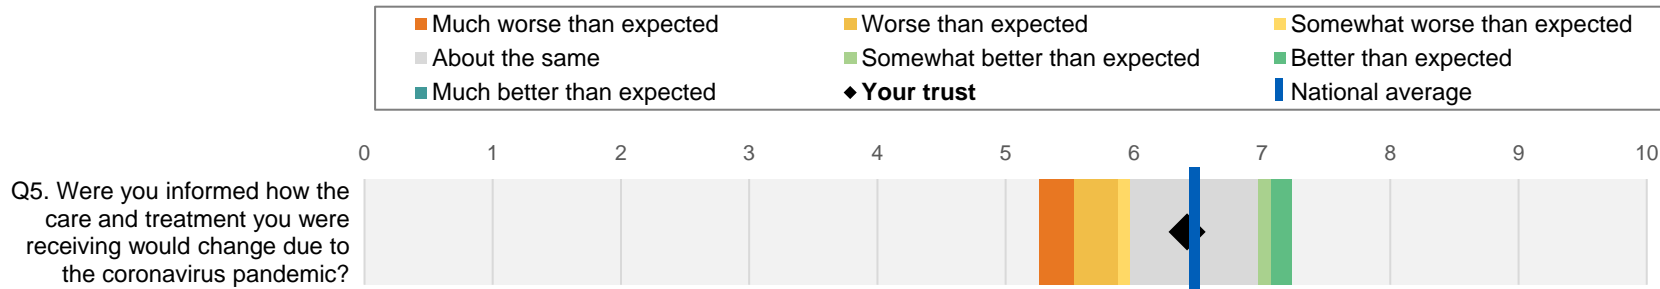 Much worse than expected Worse than expected Somewhat worse than expected
About the same Somewhat better than expected Better than expected
Much better than expected Your trust National average
0 1 2 3 4 5 6 7 8 9 10
Q5. Were you informed how the
care and treatment you were
receiving would change due to
the coronavirus pandemic?